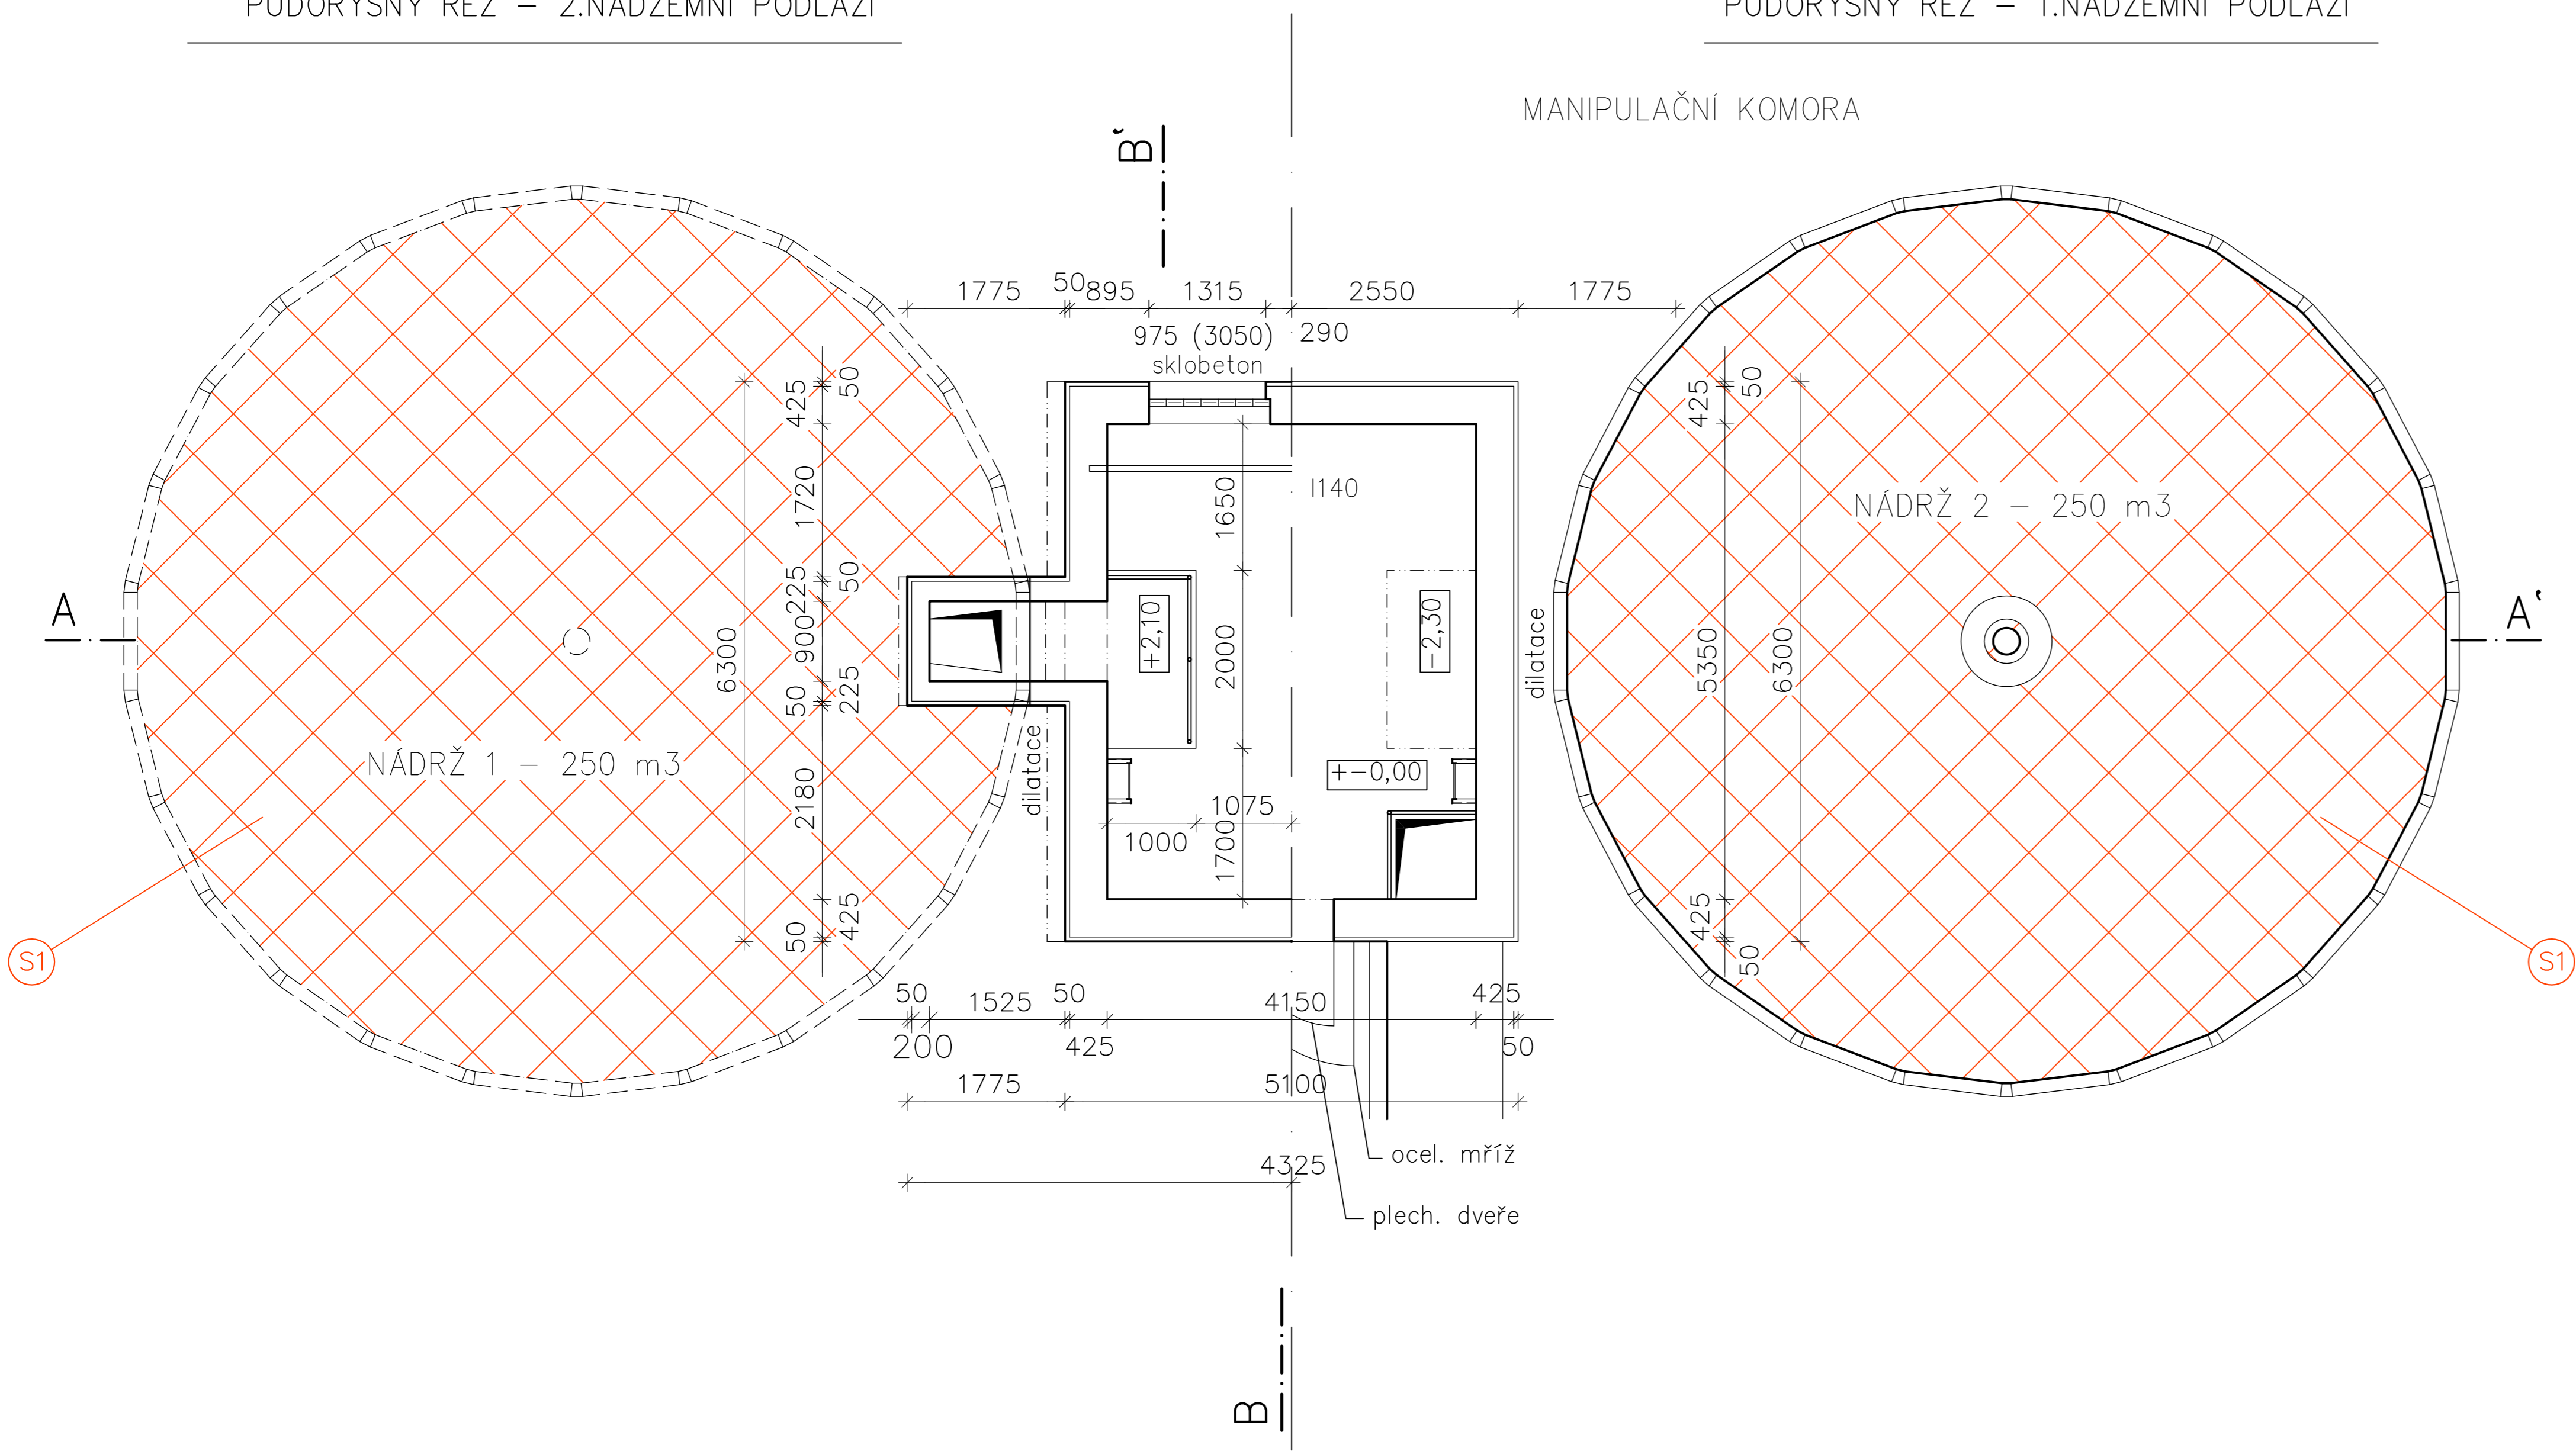 PŮDORYSNÝ ŘEZ – 2.NADZEMNÍ PODLAŽÍ
PŮDORYSNÝ ŘEZ – 1.NADZEMNÍ PODLAŽÍ
MANIPULAČNÍ KOMORA
B'
1775
50
895
1315
2550
1775
975 (3050)
290
sklobeton
425
50
1720
225
50
900
6300
50
225
2180
50
425
I140
1650
2000
1700
+2,10
-2,30
+-0,00
1075
1000
dilatace
dilatace
425
50
5350
6300
425
50
NÁDRŽ 1 – 250 m3
NÁDRŽ 2 – 250 m3
A
A'
S1
S1
50
1525
50
4150
425
200
425
50
1775
5100
4325
ocel. mříž
plech. dveře
B